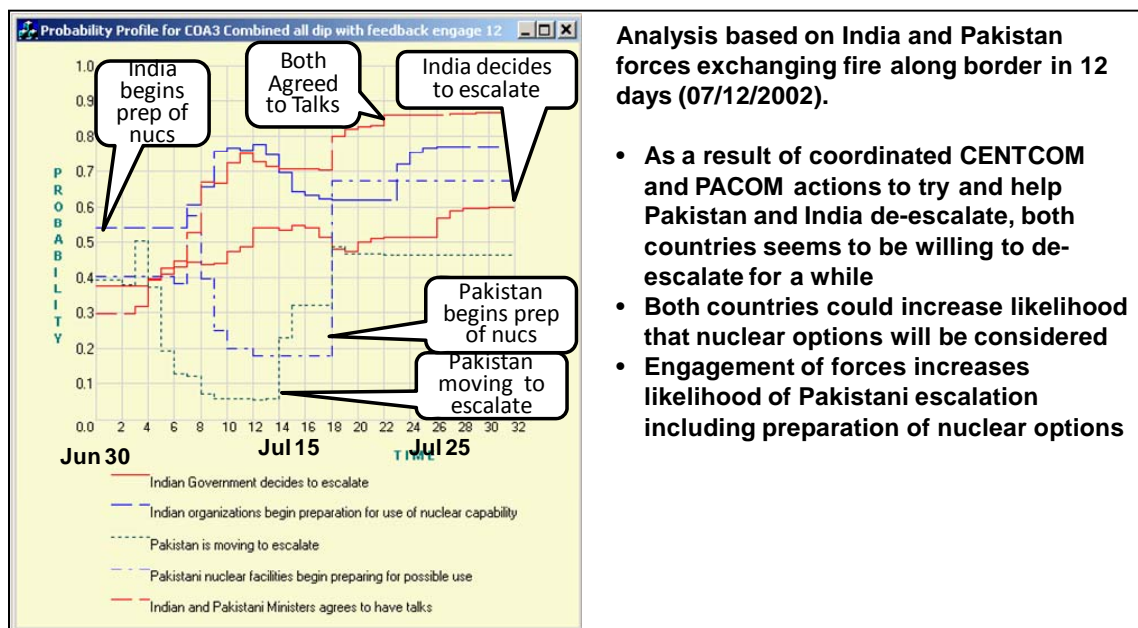 Probability Profile for COA3 Combined all dip with feedback engage 12
1.0
0.9
0.8
0.7
0.6
0.5
0.4
0.3
0.2
0.1
0.0
PROBABILITY
India
begins
prep of
nucs
Both
Agreed
to Talks
India decides
to escalate
Pakistan
begins prep
of nucs
Pakistan
moving to
escalate
2 4 6 8 10 12 14 16 18 20 22 24 26 28 30 32
Jun 30
Jul 15
Jul 25
TIME
Indian Government decides to escalate
Indian organizations begin preparation for use of nuclear capability
Pakistan is moving to escalate
Pakistani nuclear facilities begin preparing for possible use
Indian and Pakistani Ministers agrees to have talks
Analysis based on India and Pakistan
forces exchanging fire along border in 12
days (07/12/2002).
• As a result of coordinated CENTCOM
and PACOM actions to try and help
Pakistan and India de-escalate, both
countries seems to be willing to de-
escalate for a while
• Both countries could increase likelihood
that nuclear options will be considered
• Engagement of forces increases
likelihood of Pakistani escalation
including preparation of nuclear options